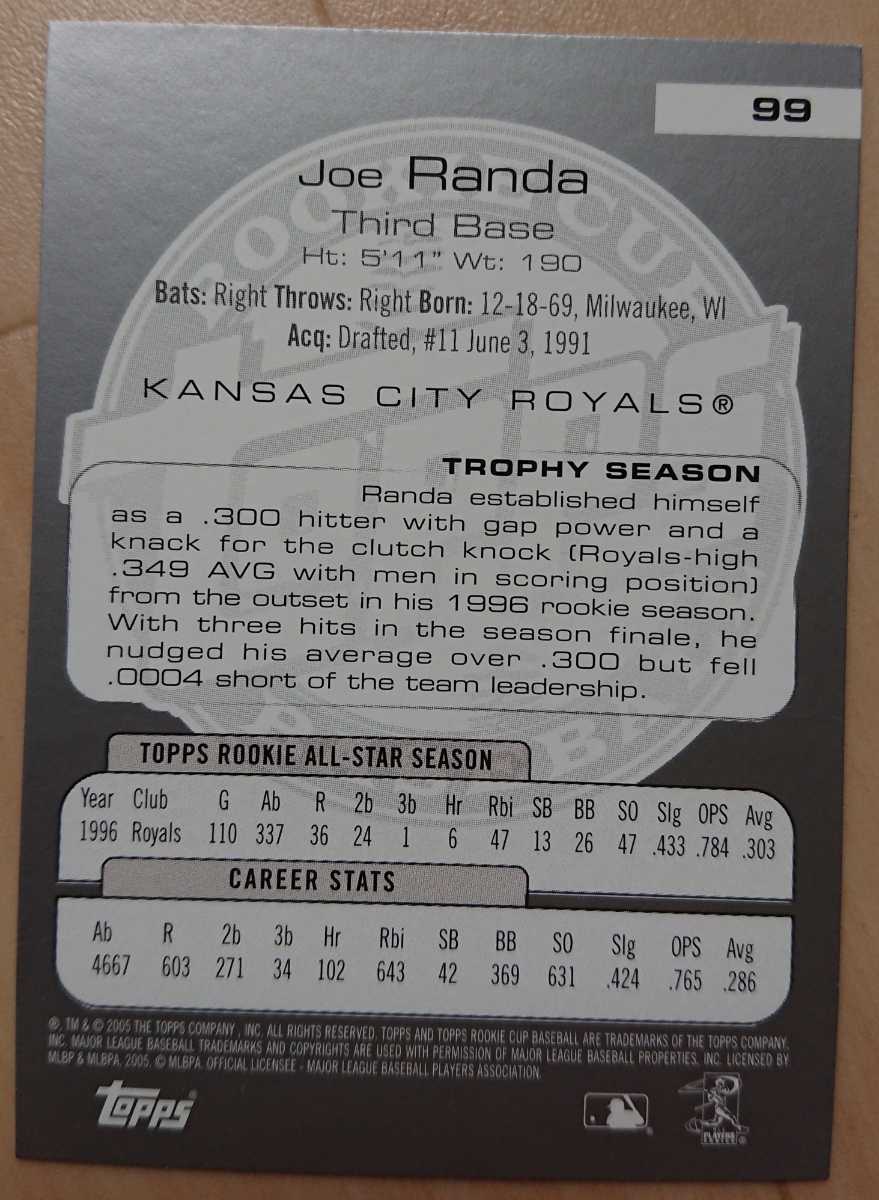 99
Joe Randa
Third Base
Ht: 5'11" Wt: 190
Bats: Right Throws: Right Born: 12-18-69, Milwaukee, WI
Acq: Drafted, #11 June 3, 1991
KANSAS CITY ROYALS®
TROPHY SEASON
Randa established himself
as a .300 hitter with gap power and a
knack for the clutch knock (Royals-high
.349 AVG with men in scoring position)
from the outset in his 1996 rookie season.
With three hits in the season finale, he
nudged his average over .300 but fell
.0004 short of the team leadership.
TOPPS ROOKIE ALL-STAR SEASON
Year Club G Ab R 2b 3b Hr Rbi SB BB SO Slg OPS Avg
1996 Royals 110 337 36 24 1 6 47 13 26 47 .433 .784 .303
CAREER STATS
Ab R 2b 3b Hr Rbi SB BB SO Slg OPS Avg
4667 603 271 34 102 643 42 369 631 .424 .765 .286
®, TM & © 2005 THE TOPPS COMPANY, INC. ALL RIGHTS RESERVED. TOPPS AND TOPPS ROOKIE CUP BASEBALL ARE TRADEMARKS OF THE TOPPS COMPANY,
INC. MAJOR LEAGUE BASEBALL TRADEMARKS AND COPYRIGHTS ARE USED WITH PERMISSION OF MAJOR LEAGUE BASEBALL PROPERTIES, INC. LICENSED BY
MLBP & MLBPA, 2005. © MLBPA. OFFICIAL LICENSEE - MAJOR LEAGUE BASEBALL PLAYERS ASSOCIATION.
TOPPS